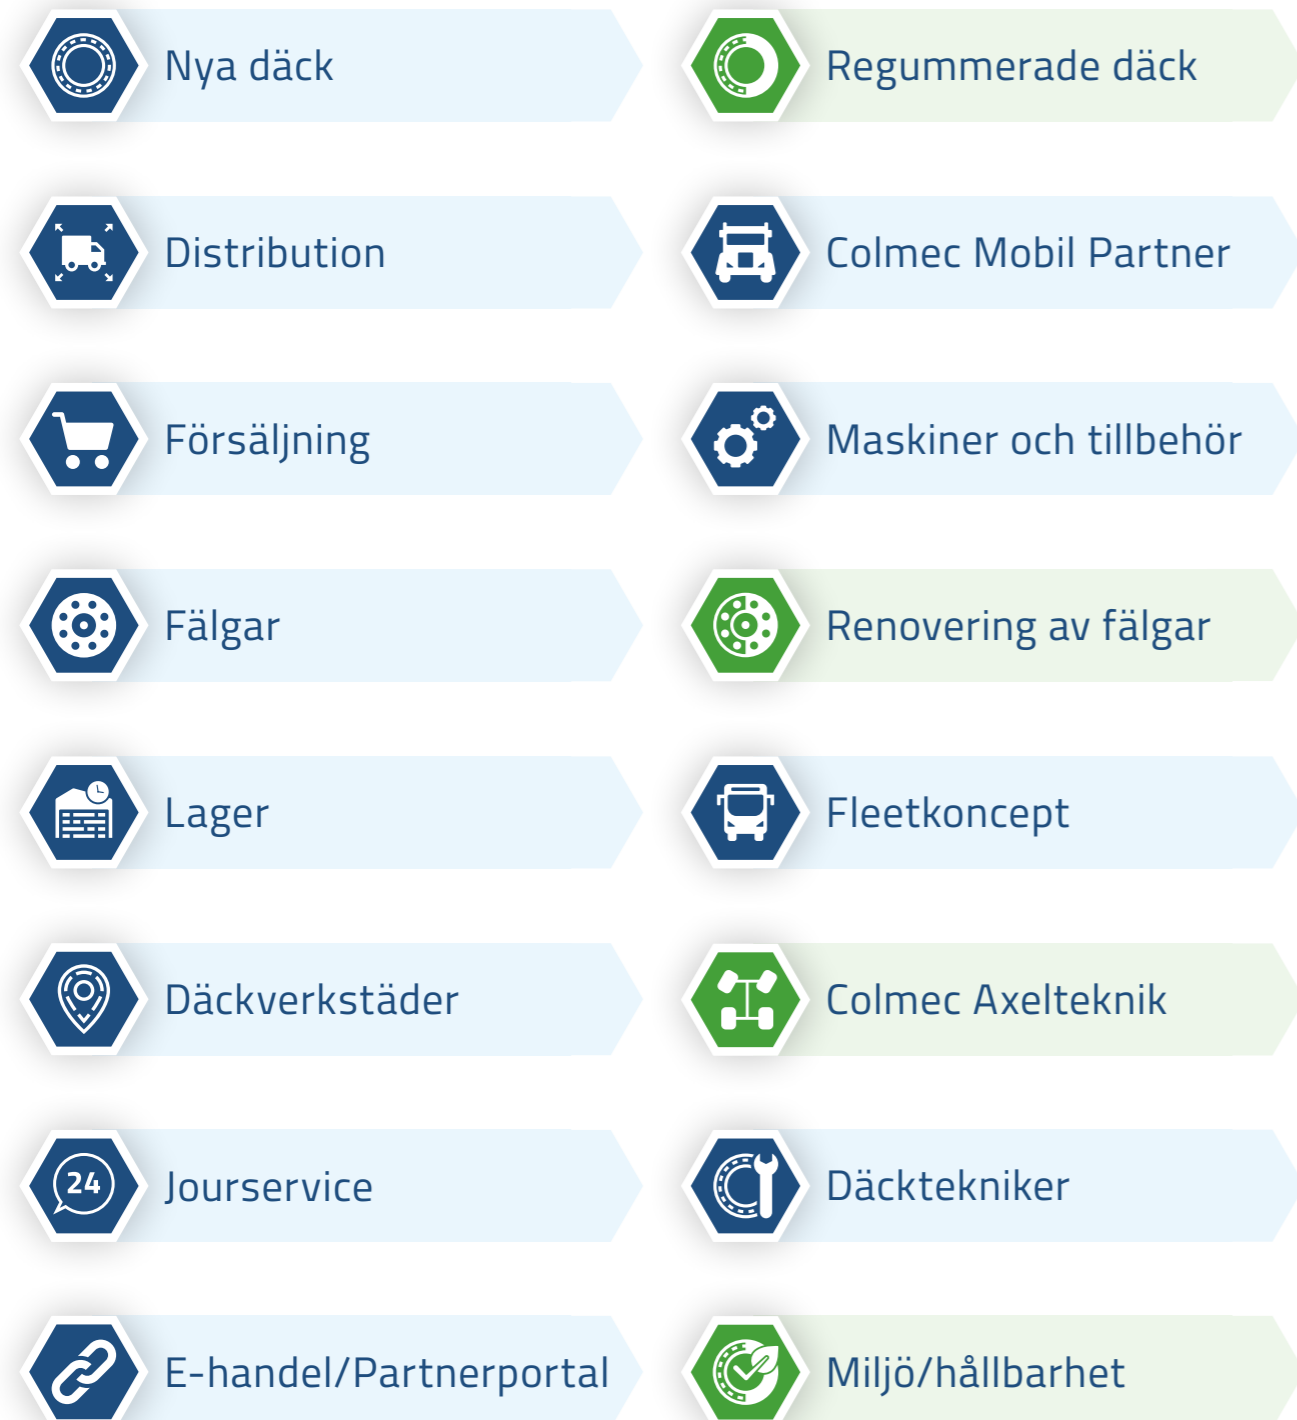 Nya däck
Regummerade däck
Distribution
Colmec Mobil Partner
Försäljning
Maskiner och tillbehör
Fälgar
Renovering av fälgar
Lager
Fleetkoncept
Däckverkstäder
Colmec Axelteknik
24
Jourservice
Däcktekniker
E-handel/Partnerportal
Miljö/hållbarhet